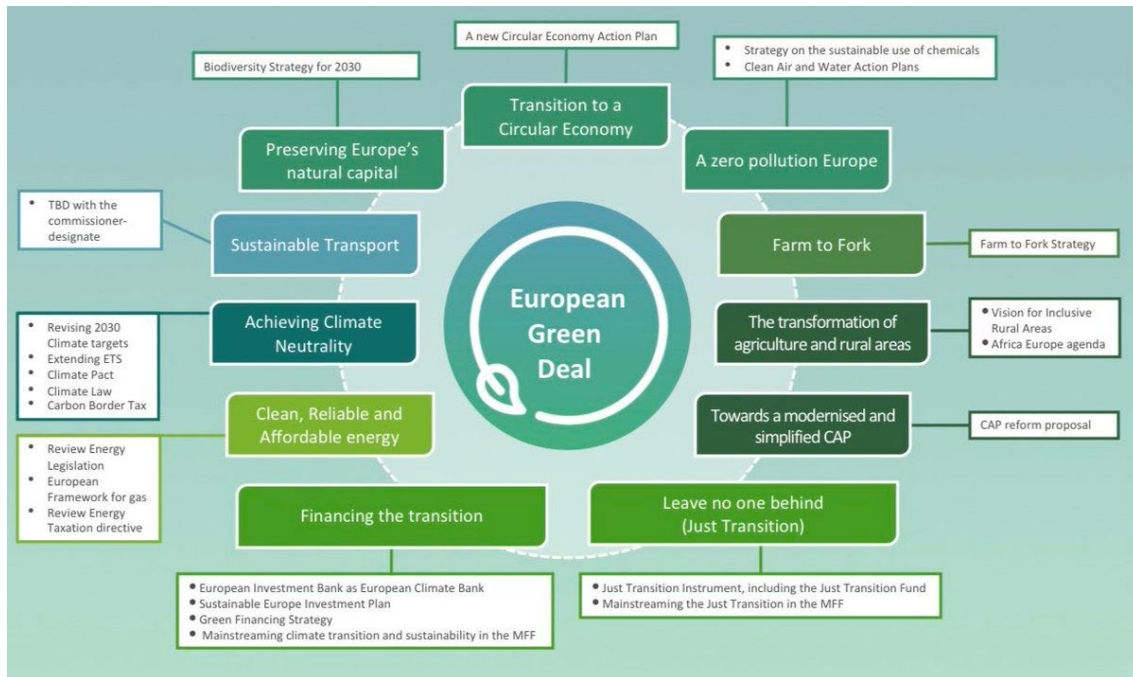 A new Circular Economy Action Plan
Biodiversity Strategy for 2030
• Strategy on the sustainable use of chemicals
• Clean Air and Water Action Plans
Transition to a
Circular Economy
Preserving Europe's
natural capital
A zero pollution Europe
• TBD with the
commissioner-
designate
Sustainable Transport
Farm to Fork
Farm to Fork Strategy
European
Green
Deal
• Revising 2030
Climate targets
• Extending ETS
• Climate Pact
• Climate Law
• Carbon Border Tax
Achieving Climate
Neutrality
The transformation of
agriculture and rural areas
• Vision for Inclusive
Rural Areas
• Africa Europe agenda
Clean, Reliable and
Affordable energy
Towards a modernised and
simplified CAP
CAP reform proposal
• Review Energy
Legislation
• European
Framework for gas
• Review Energy
Taxation directive
Financing the transition
Leave no one behind
(Just Transition)
• European Investment Bank as European Climate Bank
• Sustainable Europe Investment Plan
• Green Financing Strategy
• Mainstreaming climate transition and sustainability in the MFF
• Just Transition Instrument, including the Just Transition Fund
• Mainstreaming the Just Transition in the MFF